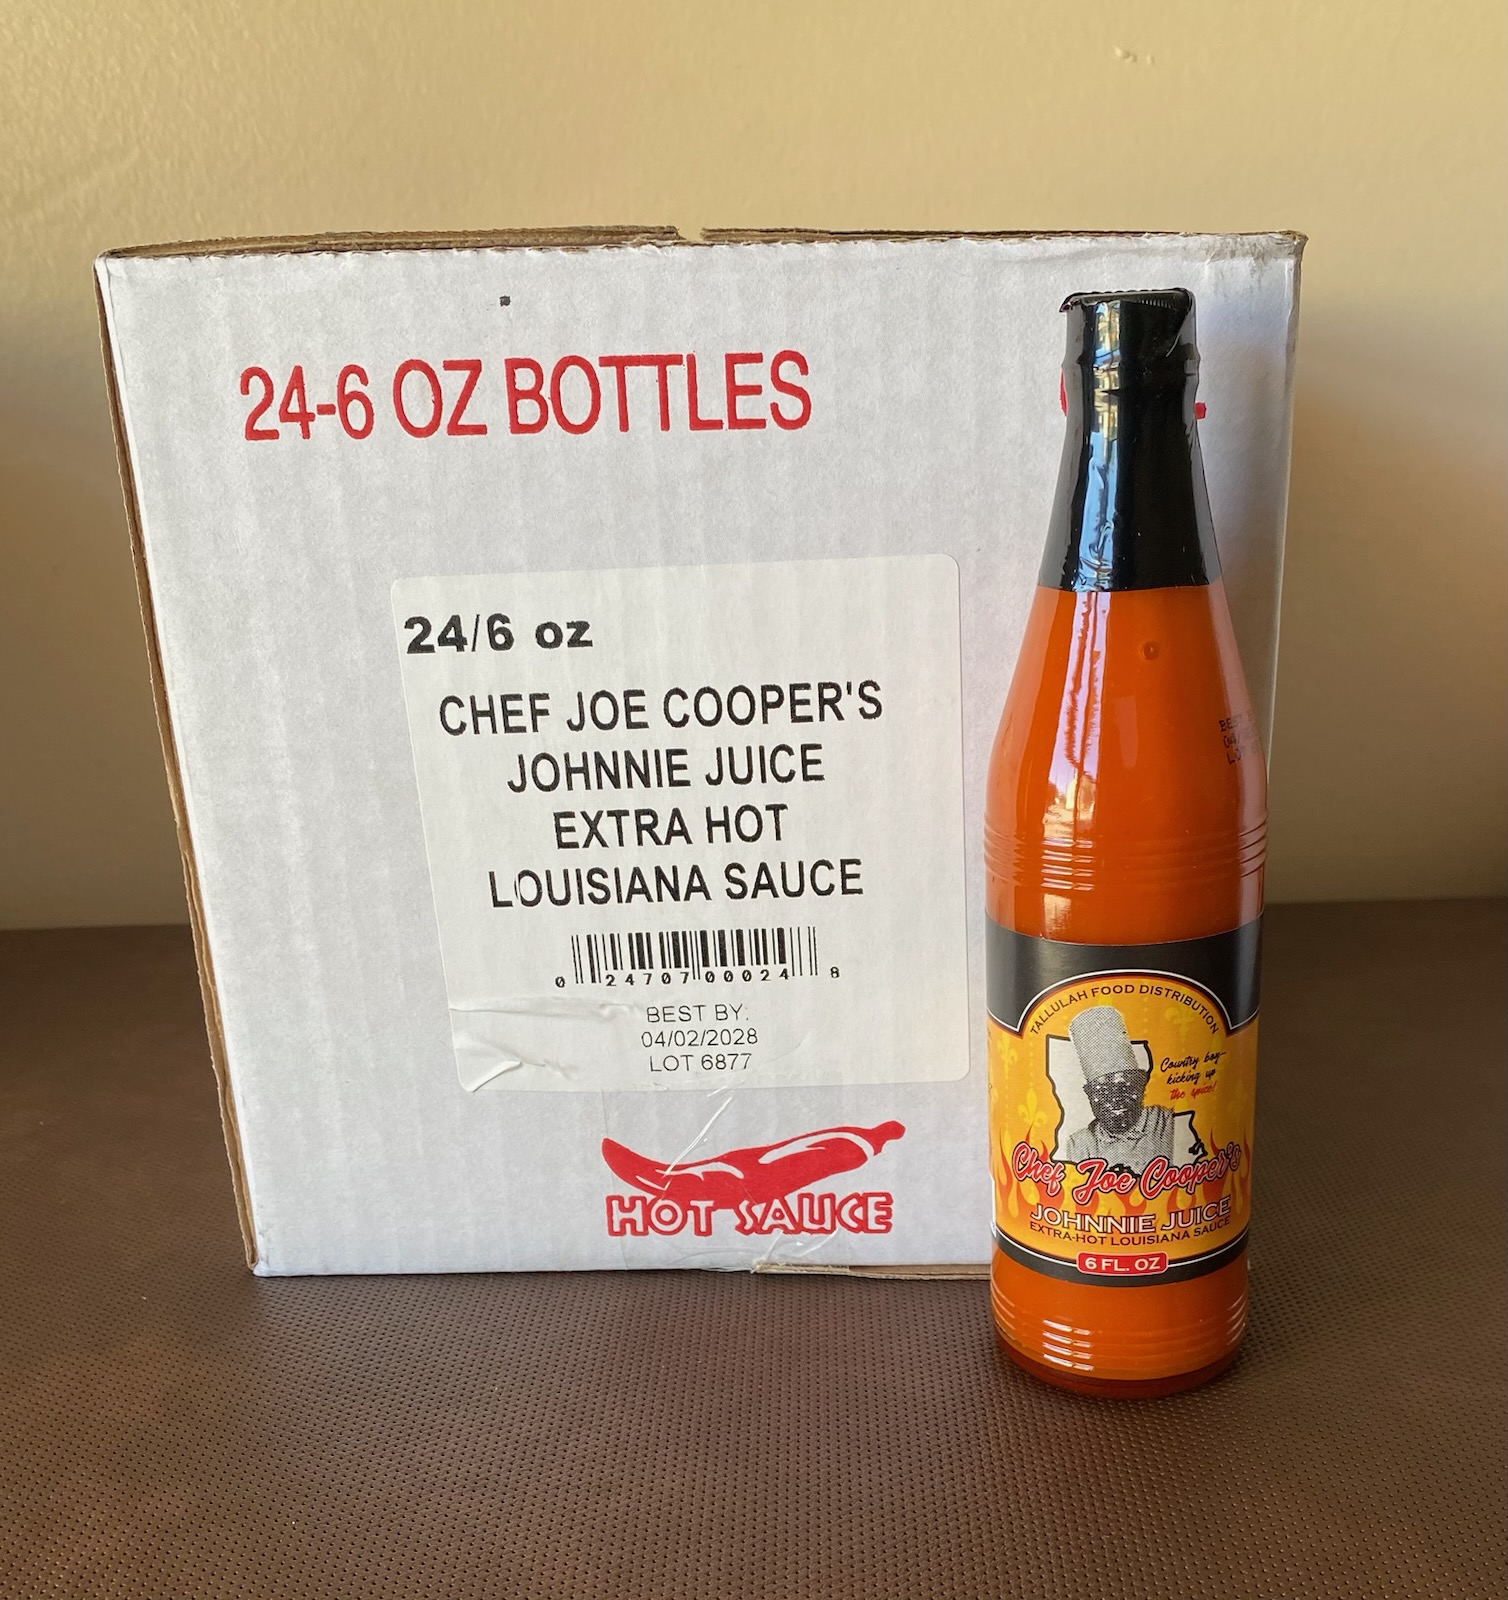 24-6 OZ BOTTLES
24/6 oz
CHEF JOE COOPER'S
JOHNNIE JUICE
EXTRA HOT
LOUISIANA SAUCE
0 24707 00024 8
BEST BY:
04/02/2028
LOT 6877
HOT SAUCE
TALLULAH FOOD DISTRIBUTION
Country boy—
kicking up
the spice!
Chef Joe Cooper's
JOHNNIE JUICE
EXTRA-HOT LOUISIANA SAUCE
6 FL. OZ